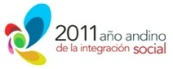 2011 año andino
de la integración social